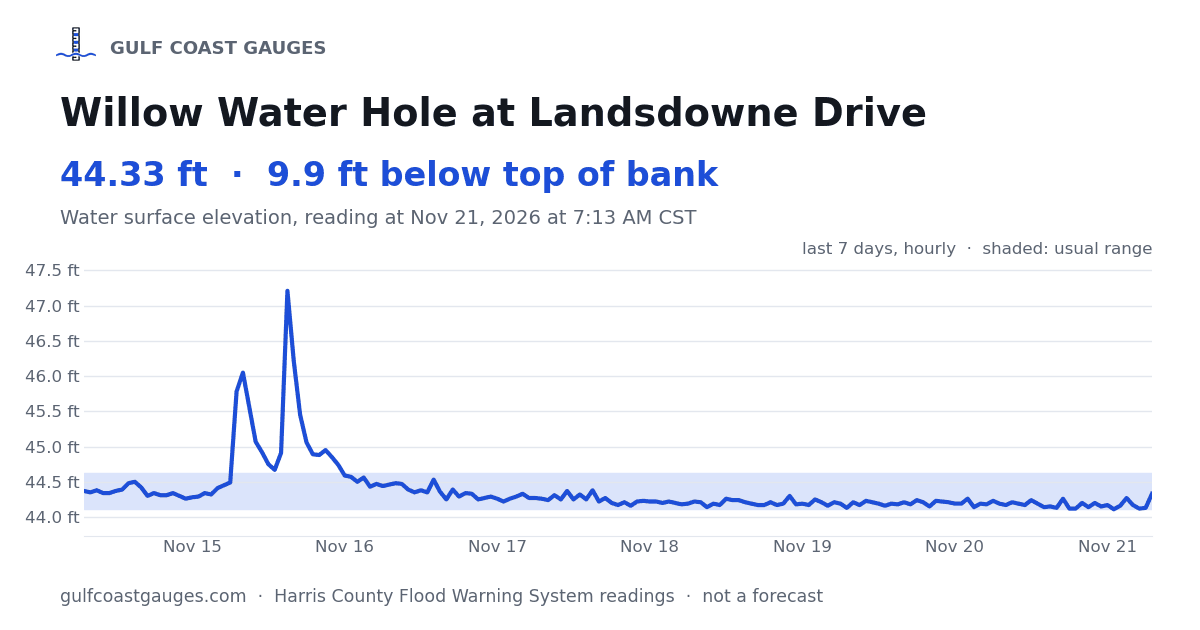 GULF COAST GAUGES
Willow Water Hole at Landsdowne Drive
44.33 ft · 9.9 ft below top of bank
Water surface elevation, reading at Nov 21, 2026 at 7:13 AM CST
last 7 days, hourly · shaded: usual range
47.5 ft
47.0 ft
46.5 ft
46.0 ft
45.5 ft
45.0 ft
44.5 ft
44.0 ft
Nov 15 Nov 16 Nov 17 Nov 18 Nov 19 Nov 20 Nov 21
gulfcoastgauges.com · Harris County Flood Warning System readings · not a forecast